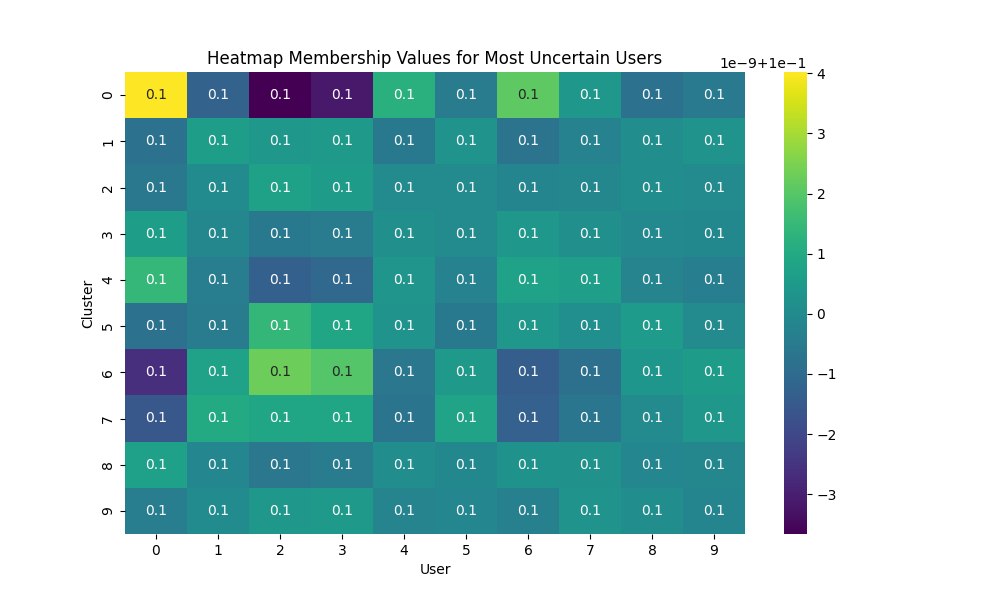 Heatmap Membership Values for Most Uncertain Users
1e−9+1e−1
0 0.1 0.1 0.1 0.1 0.1 0.1 0.1 0.1 0.1 0.1
1 0.1 0.1 0.1 0.1 0.1 0.1 0.1 0.1 0.1 0.1
2 0.1 0.1 0.1 0.1 0.1 0.1 0.1 0.1 0.1 0.1
3 0.1 0.1 0.1 0.1 0.1 0.1 0.1 0.1 0.1 0.1
4 0.1 0.1 0.1 0.1 0.1 0.1 0.1 0.1 0.1 0.1
5 0.1 0.1 0.1 0.1 0.1 0.1 0.1 0.1 0.1 0.1
6 0.1 0.1 0.1 0.1 0.1 0.1 0.1 0.1 0.1 0.1
7 0.1 0.1 0.1 0.1 0.1 0.1 0.1 0.1 0.1 0.1
8 0.1 0.1 0.1 0.1 0.1 0.1 0.1 0.1 0.1 0.1
9 0.1 0.1 0.1 0.1 0.1 0.1 0.1 0.1 0.1 0.1
Cluster
0 1 2 3 4 5 6 7 8 9
User
4
3
2
1
0
−1
−2
−3